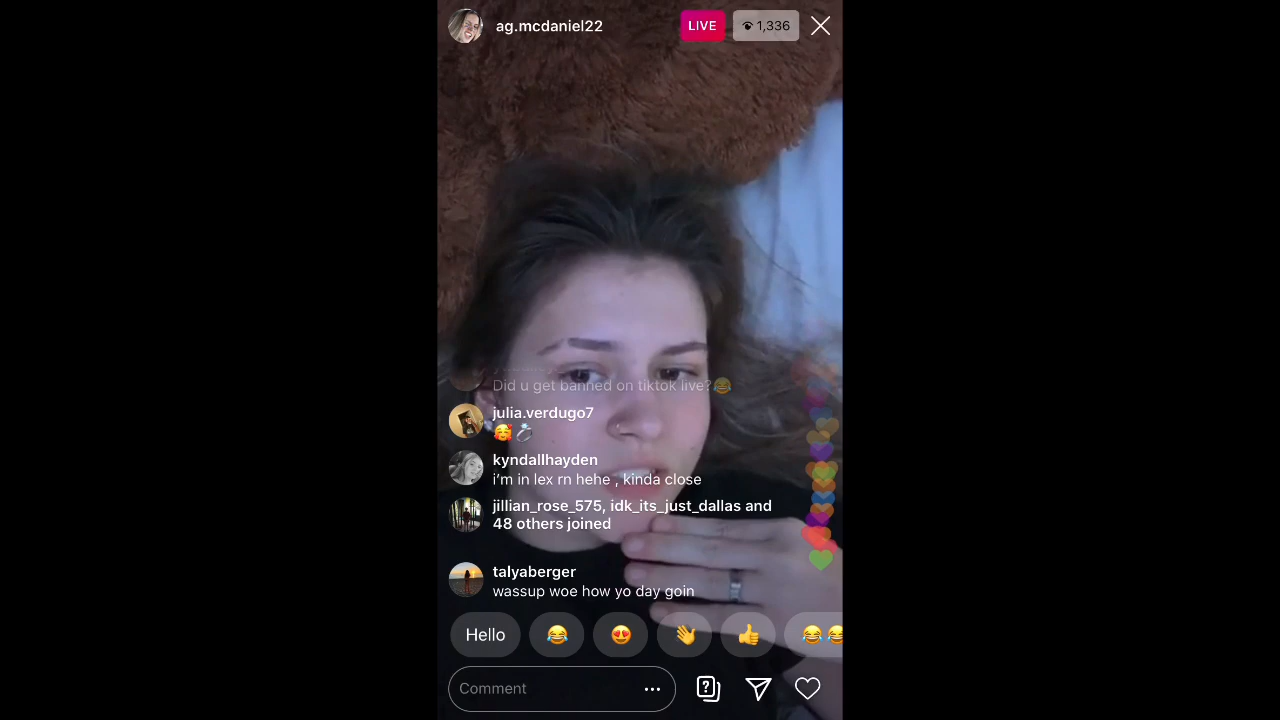 ag.mcdaniel22
LIVE
1,336
Did u get banned on tiktok live?😂
julia.verdugo7
🥰💍
kyndallhayden
i'm in lex rn hehe , kinda close
jillian_rose_575, idk_its_just_dallas and
48 others joined
talyaberger
wassup woe how yo day goin
Hello
Comment